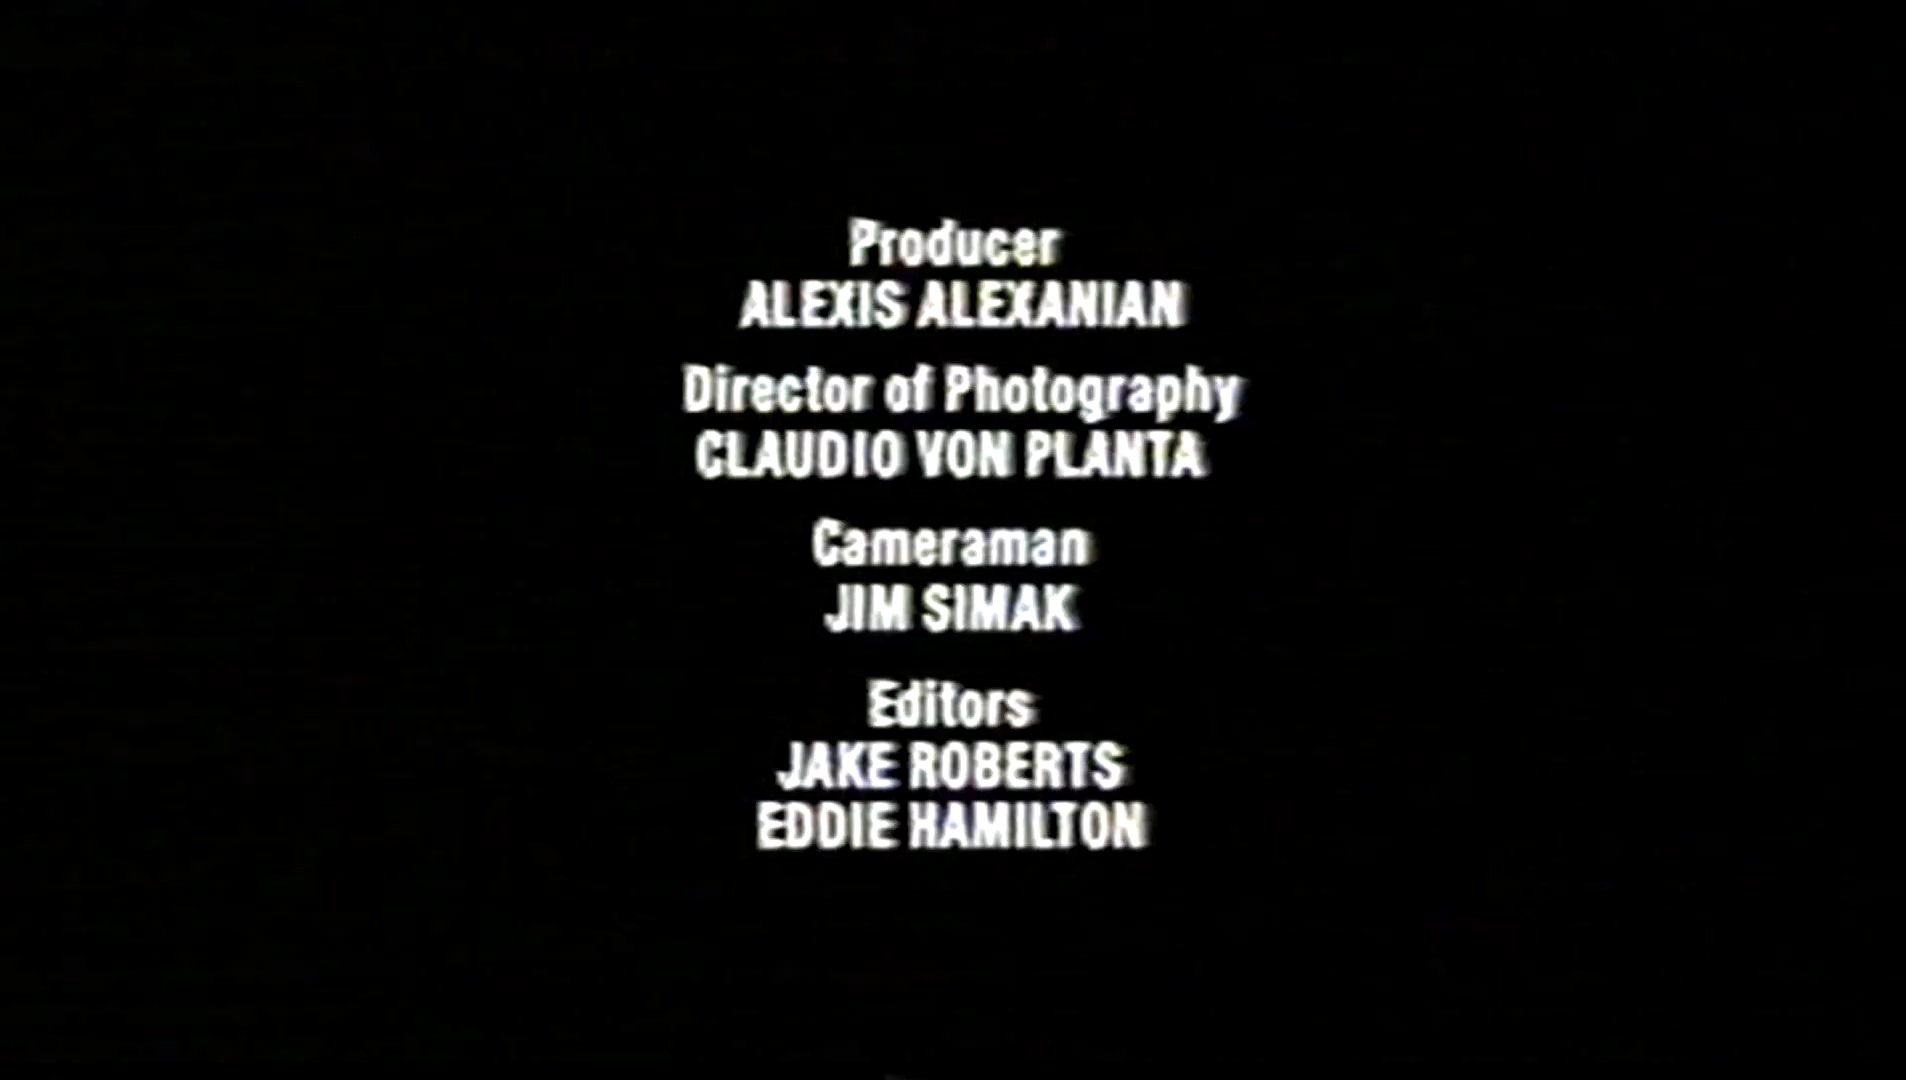 Producer
ALEXIS ALEXANIAN
Director of Photography
CLAUDIO VON PLANTA
Cameraman
JIM SIMAK
Editors
JAKE ROBERTS
EDDIE HAMILTON